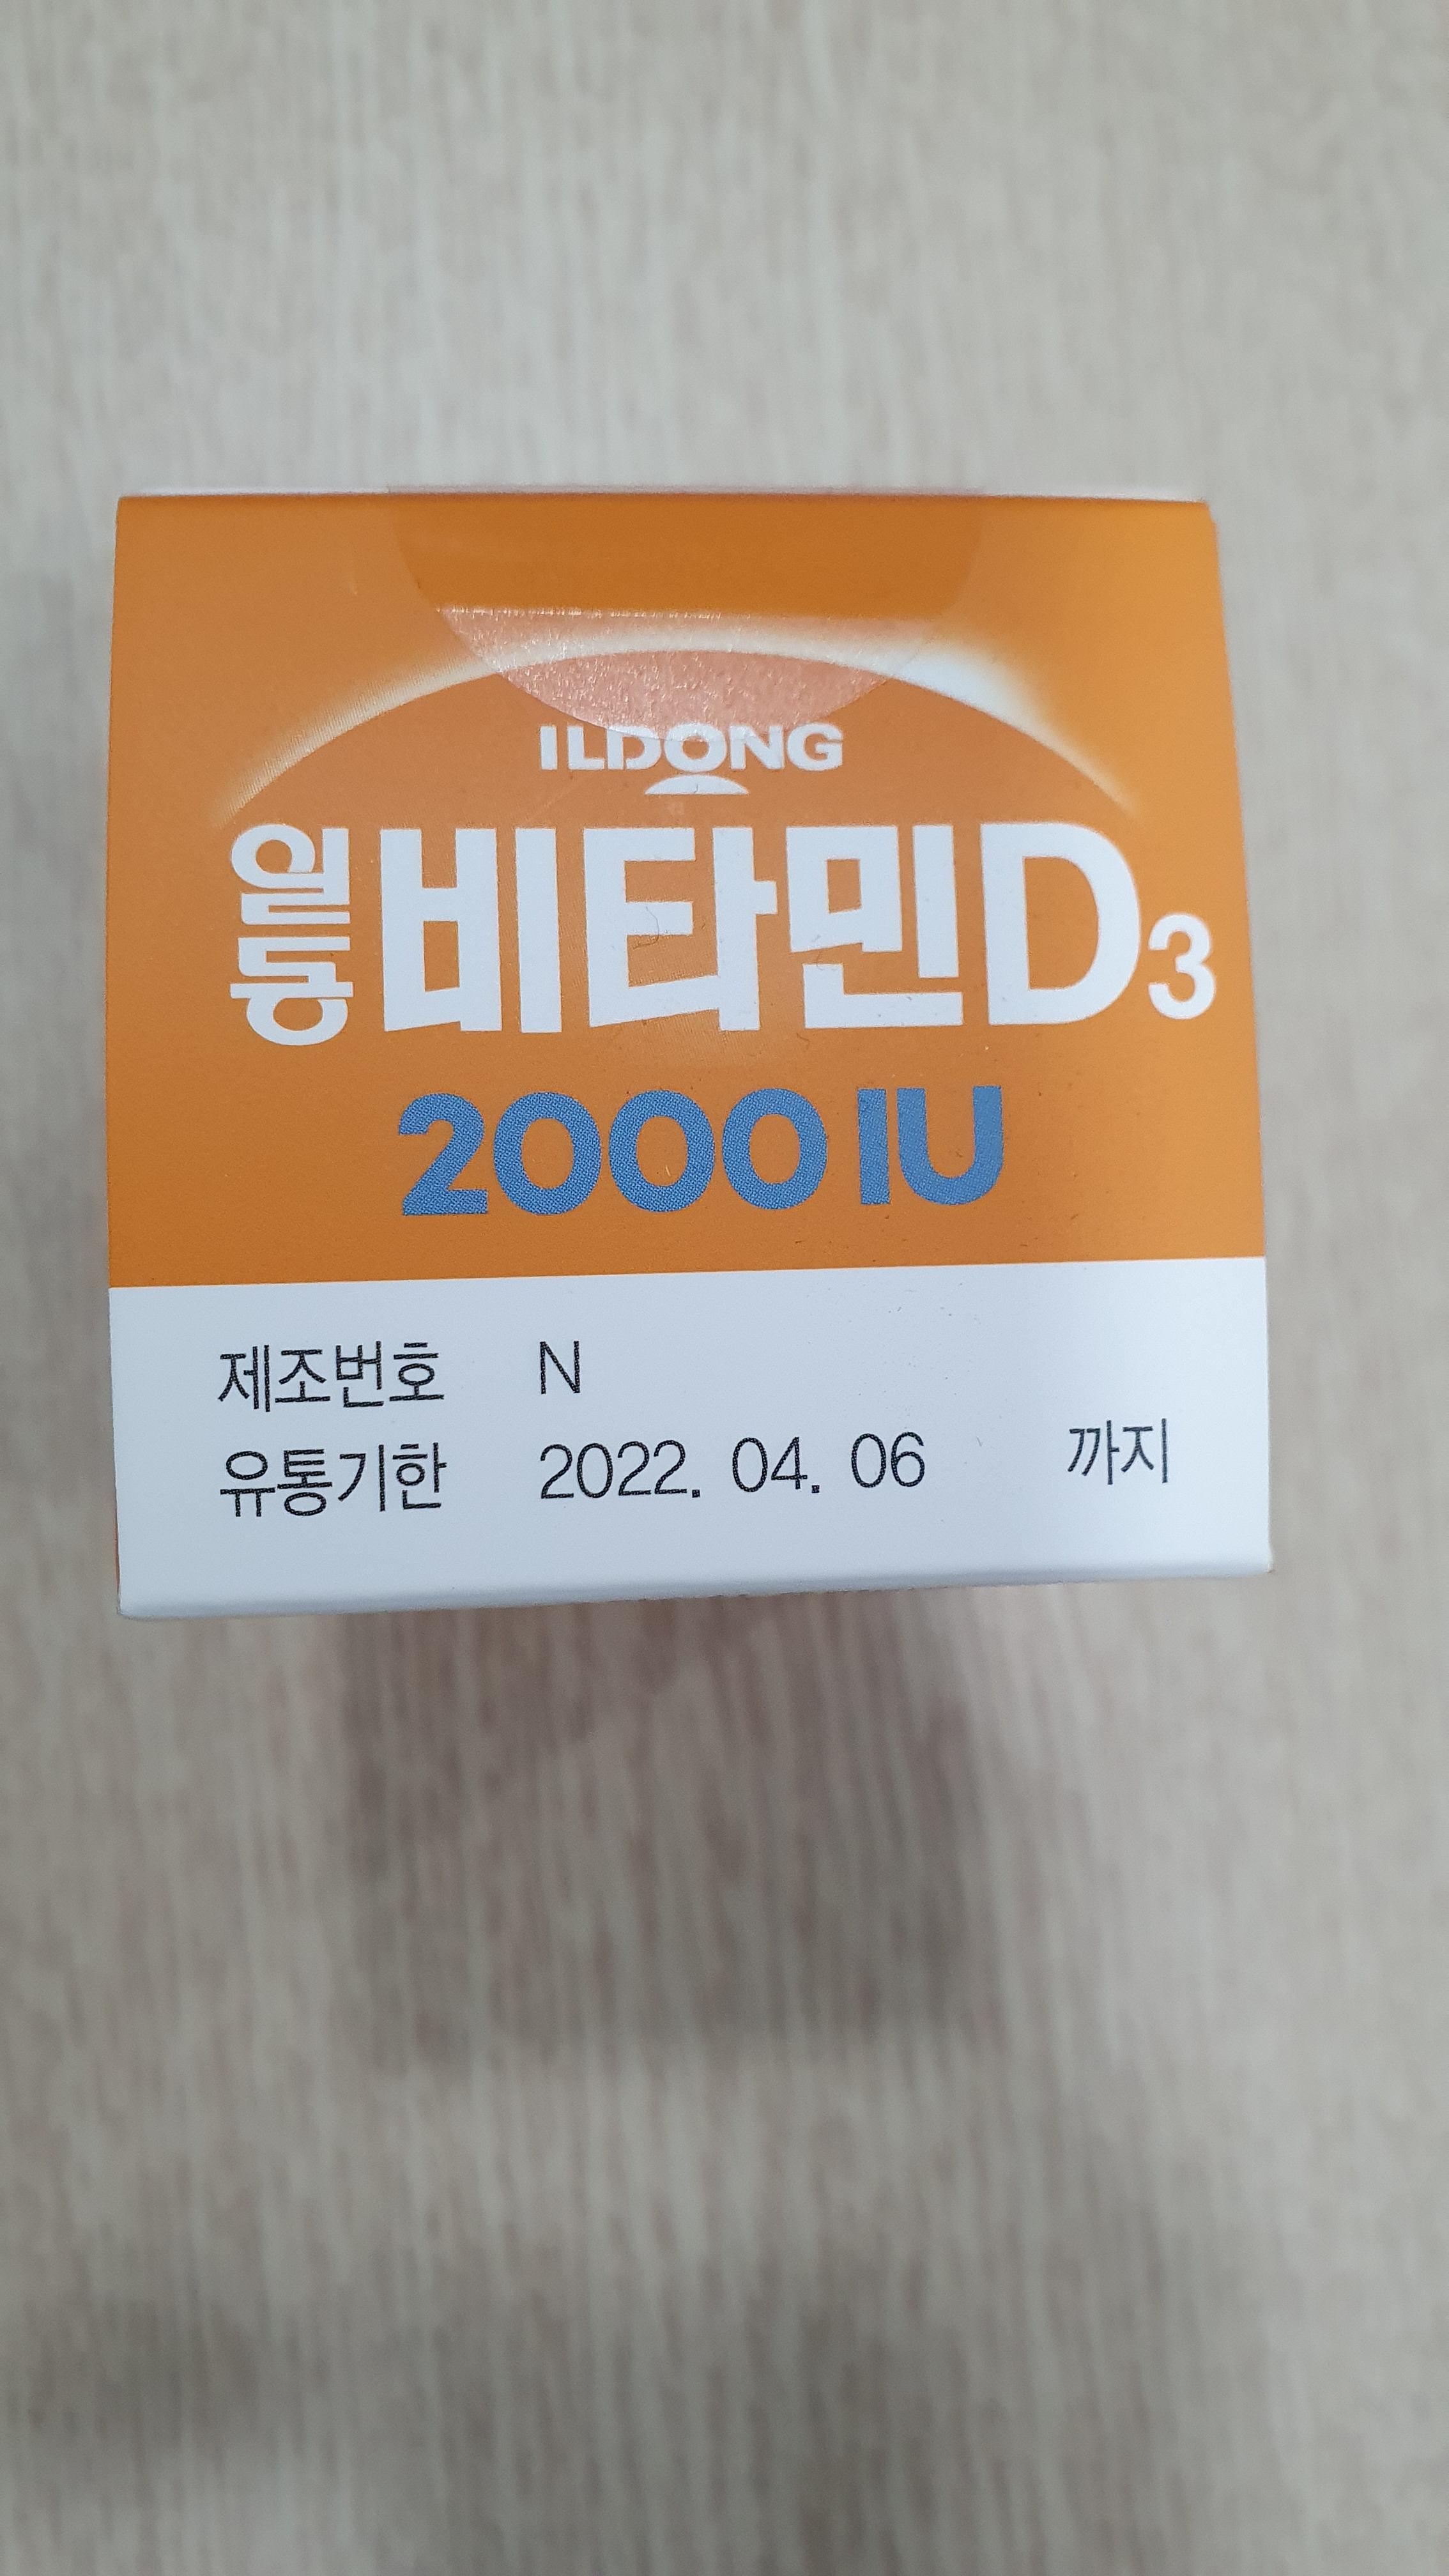 ILDONG
일동 비타민D3
2000IU
제조번호 N
유통기한 2022. 04. 06 까지